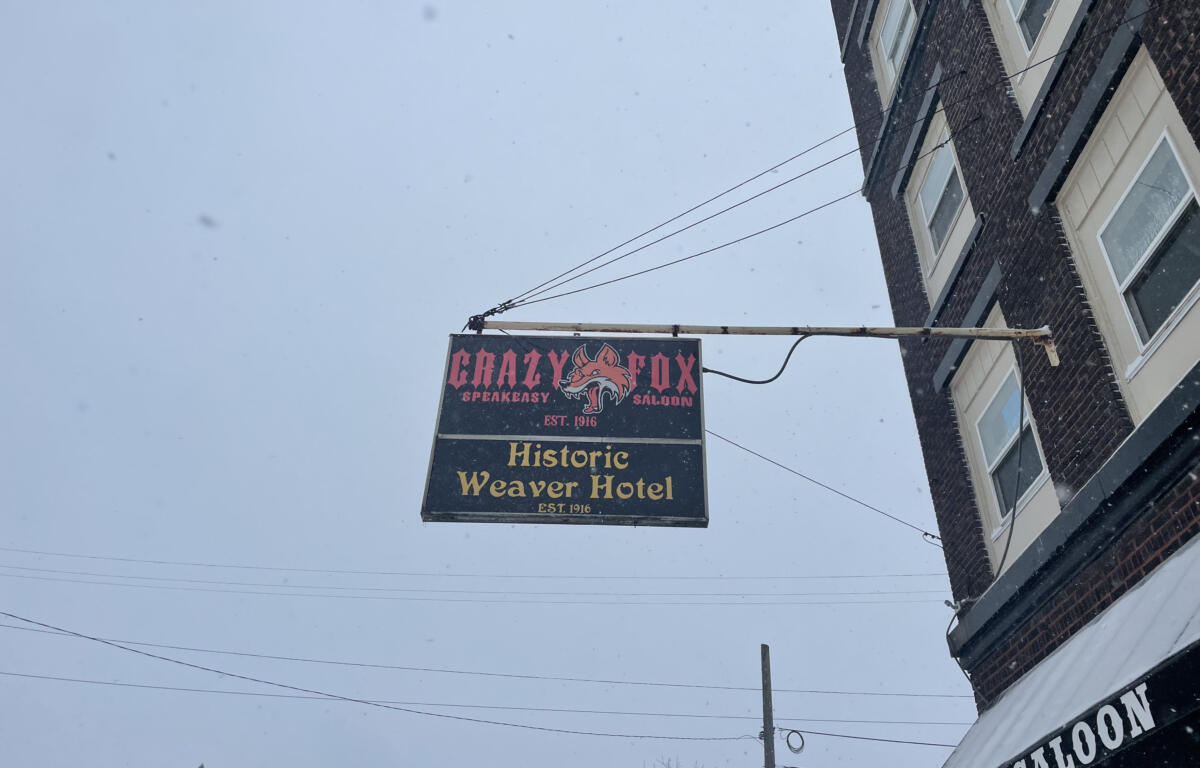 CRAZY FOX
SPEAKEASY SALOON
EST. 1916
Historic
Weaver Hotel
EST. 1916
SALOON